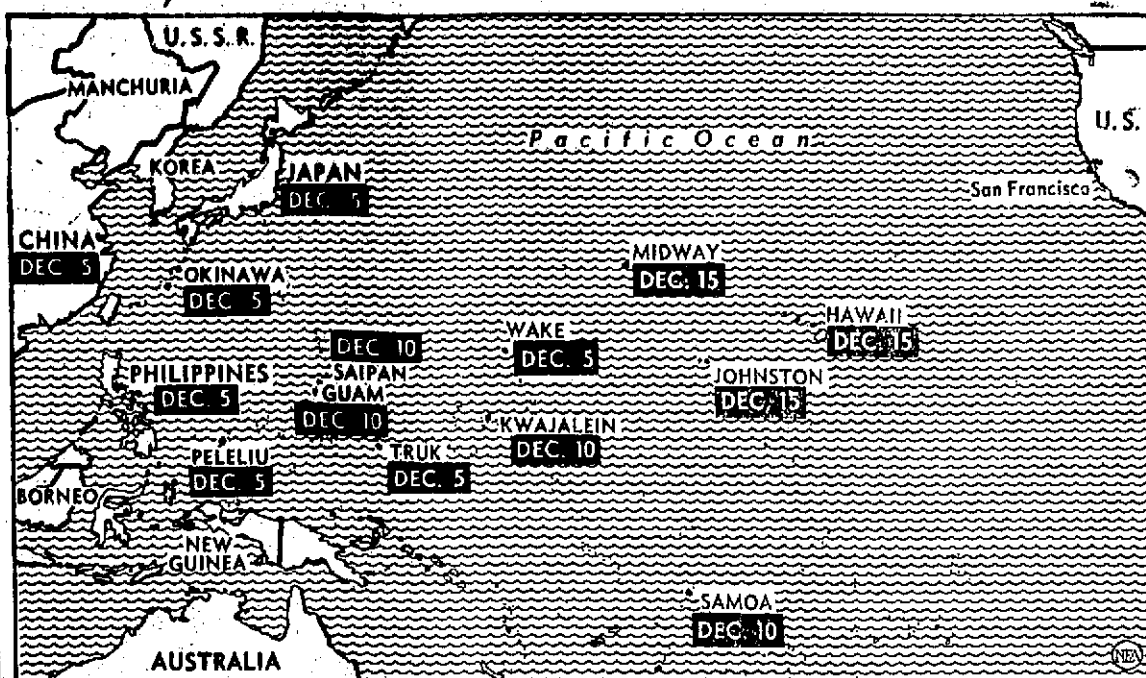 U.S.S.R.
MANCHURIA
Pacific Ocean
U.S.
KOREA
JAPAN
DEC. 5
San Francisco
CHINA
DEC 5
MIDWAY
DEC. 15
OKINAWA
DEC. 5
HAWAII
DEC. 15
WAKE
DEC. 5
DEC 10
SAIPAN
GUAM
DEC 10
PHILIPPINES
DEC. 5
JOHNSTON
DEC. 15
KWAJALEIN
DEC. 10
PELELIU
DEC. 5
TRUK
DEC. 5
BORNEO
NEW
GUINEA
SAMOA
DEC. 10
AUSTRALIA
NEA